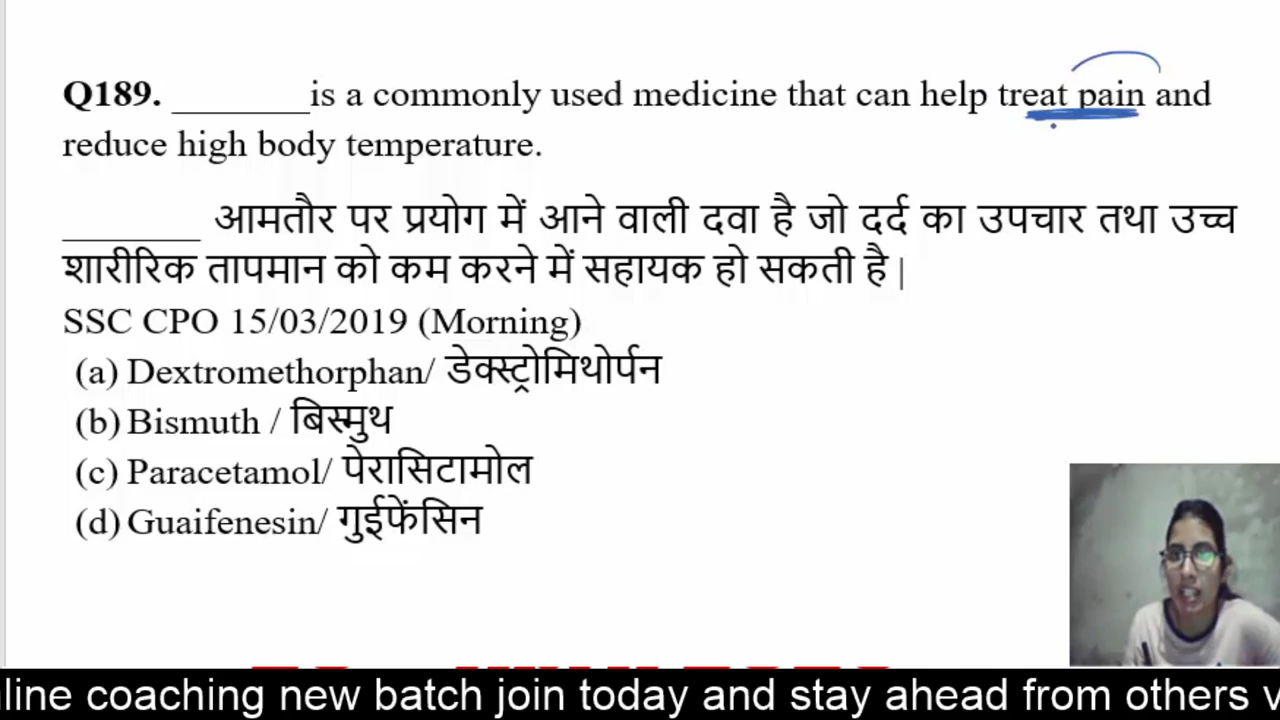 Q189. _______is a commonly used medicine that can help treat pain and
reduce high body temperature.
_______ आमतौर पर प्रयोग में आने वाली दवा है जो दर्द का उपचार तथा उच्च
शारीरिक तापमान को कम करने में सहायक हो सकती है|
SSC CPO 15/03/2019 (Morning)
(a) Dextromethorphan/ डेक्स्ट्रोमिथोर्पन
(b) Bismuth / बिस्मुथ
(c) Paracetamol/ पेरासिटामोल
(d) Guaifenesin/ गुईफेंसिन
coaching new batch join today and stay ahead from others